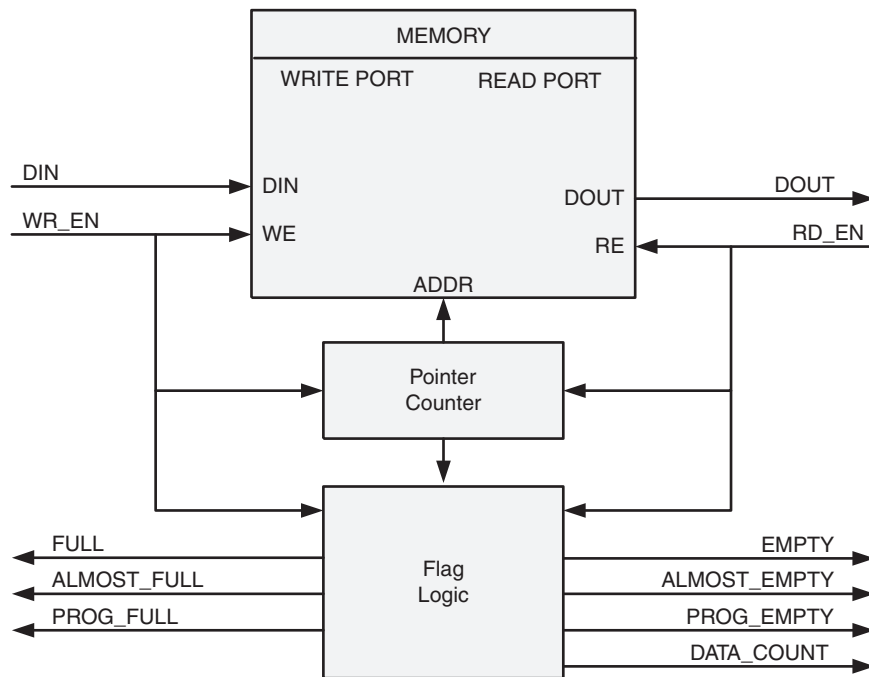 MEMORY
WRITE PORT READ PORT
DIN
DIN
DOUT
DOUT
WR_EN
WE
RE
RD_EN
ADDR
Pointer
Counter
FULL
EMPTY
Flag
Logic
ALMOST_FULL
ALMOST_EMPTY
PROG_FULL
PROG_EMPTY
DATA_COUNT